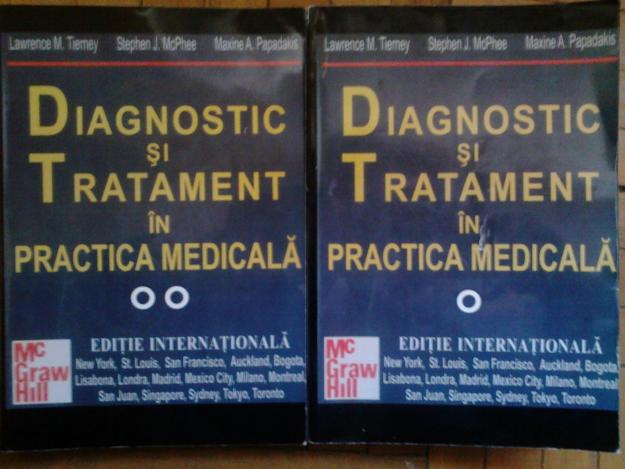 Lawrence M. Tierney Stephen J. McPhee Maxine A. Papadakis
DIAGNOSTIC
ŞI
TRATAMENT
ÎN
PRACTICA MEDICALĂ
EDIŢIE INTERNAŢIONALĂ
New York, St. Louis, San Francisco, Auckland, Bogota,
Lisabona, Londra, Madrid, Mexico City, Milano, Montreal,
San Juan, Singapore, Sydney, Tokyo, Toronto
Mc
Graw
Hill
Lawrence M. Tierney Stephen J. McPhee Maxine A. Papadakis
DIAGNOSTIC
ŞI
TRATAMENT
ÎN
PRACTICA MEDICALĂ
EDIŢIE INTERNAŢIONALĂ
New York, St. Louis, San Francisco, Auckland, Bogota,
Lisabona, Londra, Madrid, Mexico City, Milano, Montreal,
San Juan, Singapore, Sydney, Tokyo, Toronto
Mc
Graw
Hill